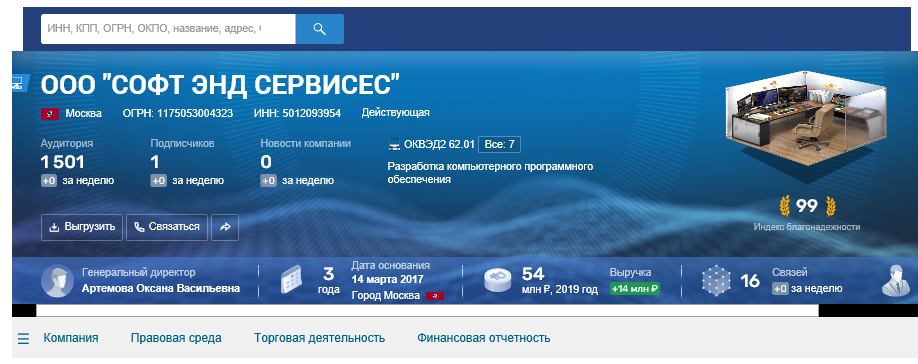 ИНН, КПП, ОГРН, ОКПО, название, адрес,
ООО "СОФТ ЭНД СЕРВИСЕС"
Москва ОГРН: 1175053004323 ИНН: 5012093954 Действующая
Аудитория Подписчиков Новости компании
1 501 1 0
+0 за неделю +0 за неделю +0 за неделю
ОКВЭД2 62.01 Все: 7
Разработка компьютерного программного
обеспечения
99
Индекс благонадежности
Выгрузить Связаться
Генеральный директор
Артемова Оксана Васильевна
3
года
Дата основания
14 марта 2017
Город Москва
54
млн ₽, 2019 год
Выручка
+14 млн ₽
16
Связей
+0 за неделю
Компания Правовая среда Торговая деятельность Финансовая отчетность